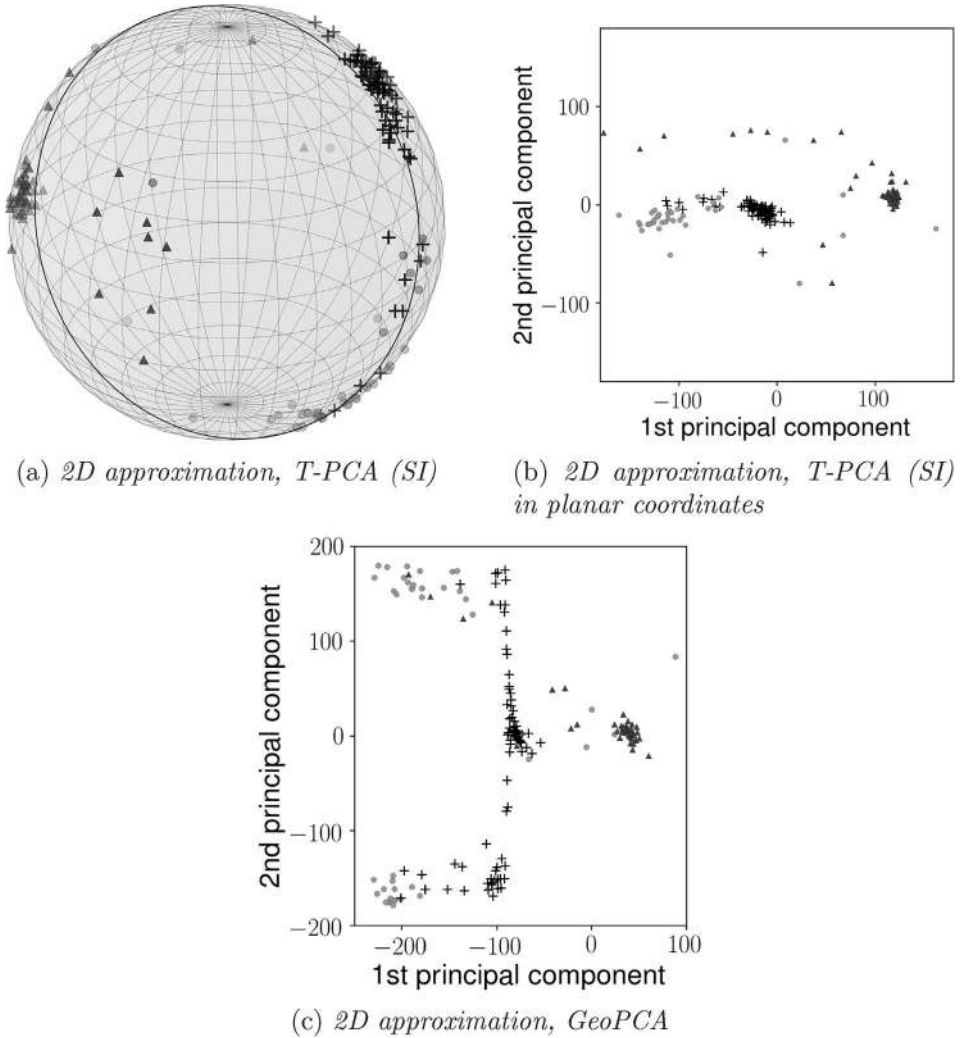 100
0
−100
2nd principal component
−100
0
100
1st principal component
(a) 2D approximation, T-PCA (SI)
(b) 2D approximation, T-PCA (SI)
in planar coordinates
200
100
0
−100
−200
2nd principal component
−200
−100
0
100
1st principal component
(c) 2D approximation, GeoPCA